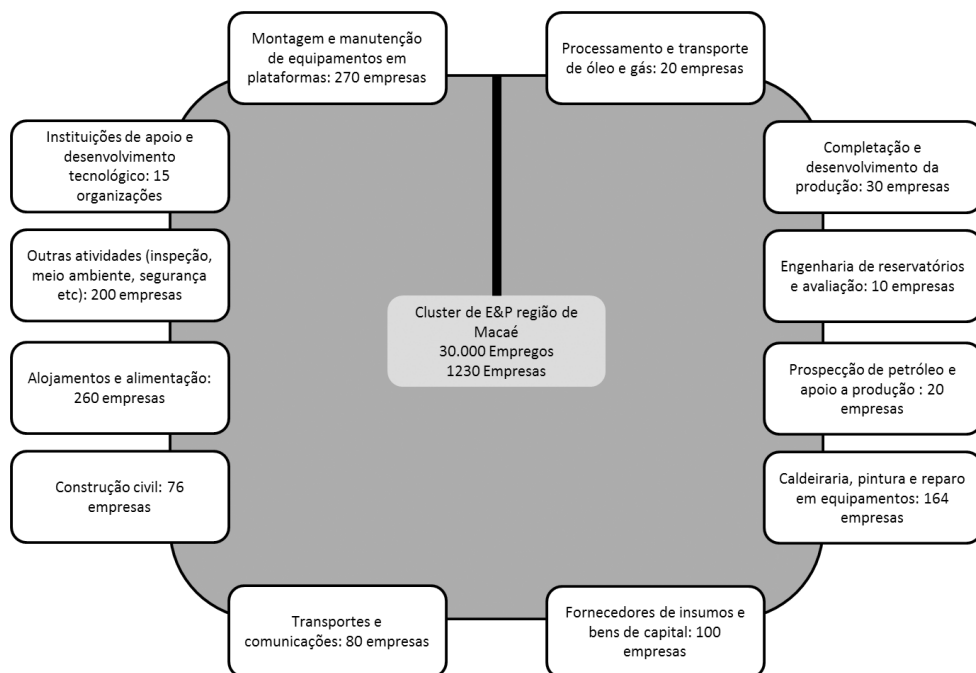 Montagem e manutenção
de equipamentos em
plataformas: 270 empresas
Processamento e transporte
de óleo e gás: 20 empresas
Instituições de apoio e
desenvolvimento
tecnológico: 15
organizações
Completação e
desenvolvimento da
produção: 30 empresas
Outras atividades (inspeção,
meio ambiente, segurança
etc): 200 empresas
Engenharia de reservatórios
e avaliação: 10 empresas
Cluster de E&P região de
Macaé
30.000 Empregos
1230 Empresas
Alojamentos e alimentação:
260 empresas
Prospecção de petróleo e
apoio a produção : 20
empresas
Construção civil: 76
empresas
Caldeiraria, pintura e reparo
em equipamentos: 164
empresas
Transportes e
comunicações: 80 empresas
Fornecedores de insumos e
bens de capital: 100
empresas